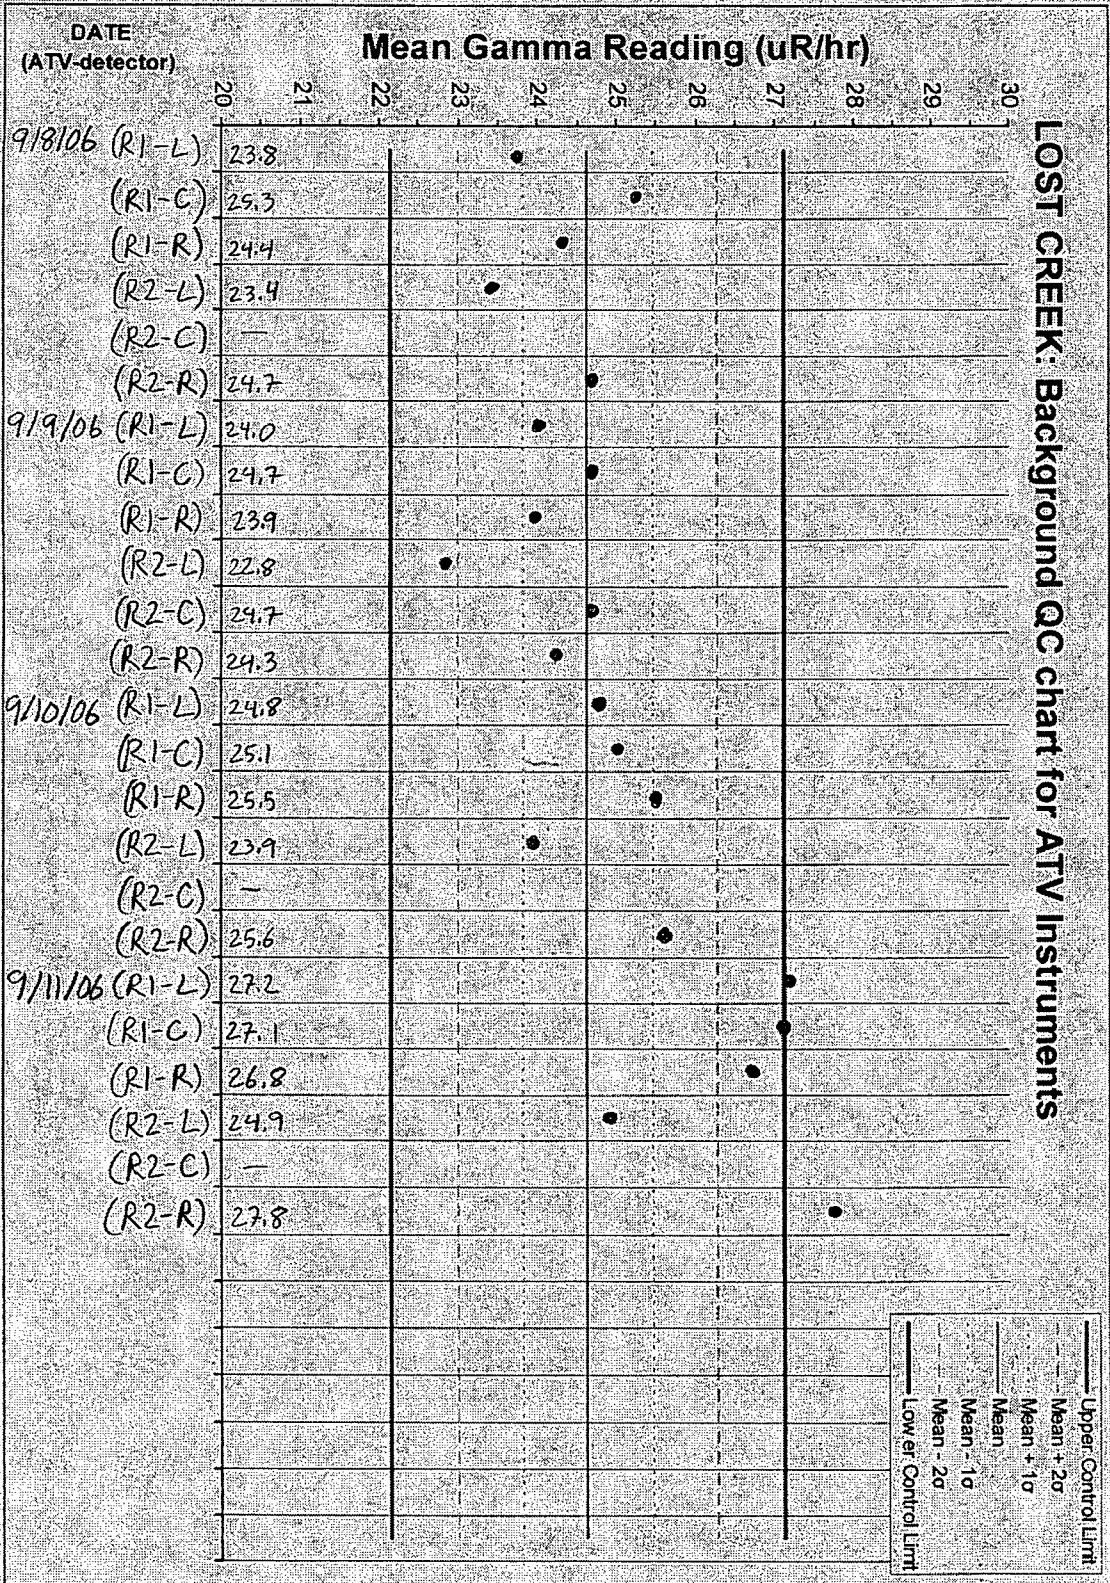 LOST CREEK: Background QC chart for ATV Instruments
DATE
(ATV-detector)
Mean Gamma Reading (uR/hr)
20 21 22 23 24 25 26 27 28 29 30
9/8/06 (R1-L) 23.8
(R1-C) 25.3
(R1-R) 24.4
(R2-L) 23.4
(R2-C) —
(R2-R) 24.7
9/9/06 (R1-L) 24.0
(R1-C) 24.7
(R1-R) 23.9
(R2-L) 22.8
(R2-C) 24.7
(R2-R) 24.3
9/10/06 (R1-L) 24.8
(R1-C) 25.1
(R1-R) 25.5
(R2-L) 23.9
(R2-C) —
(R2-R) 25.6
9/11/06 (R1-L) 27.2
(R1-C) 27.1
(R1-R) 26.8
(R2-L) 24.9
(R2-C) —
(R2-R) 27.8
Upper Control Limit
Mean + 2σ
Mean + 1σ
Mean
Mean - 1σ
Mean - 2σ
Lower Control Limit